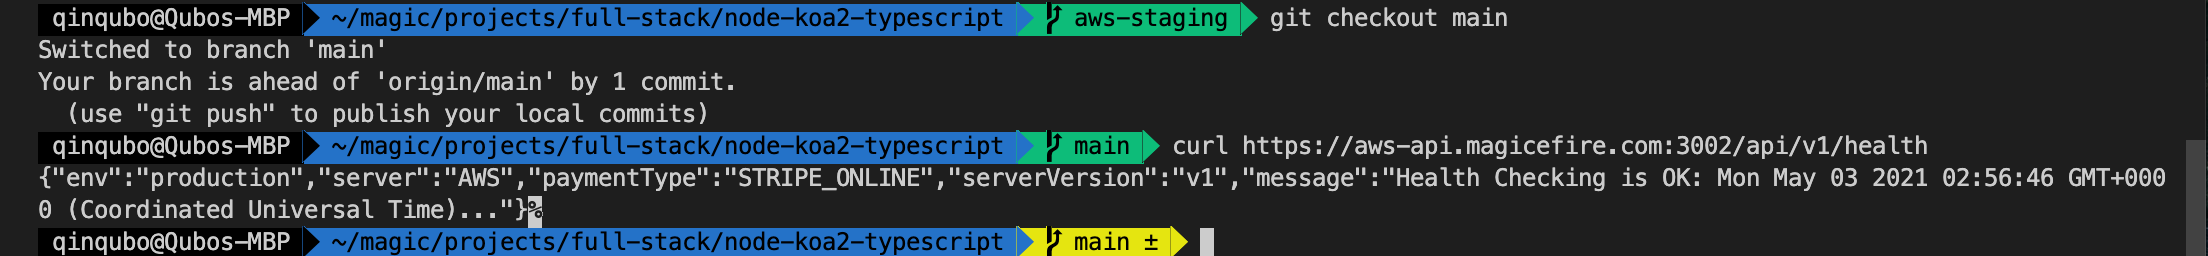 qinqubo@Qubos-MBP ~/magic/projects/full-stack/node-koa2-typescript aws-staging git checkout main
Switched to branch 'main'
Your branch is ahead of 'origin/main' by 1 commit.
(use "git push" to publish your local commits)
qinqubo@Qubos-MBP ~/magic/projects/full-stack/node-koa2-typescript main curl https://aws-api.magicefire.com:3002/api/v1/health
{"env":"production","server":"AWS","paymentType":"STRIPE_ONLINE","serverVersion":"v1","message":"Health Checking is OK: Mon May 03 2021 02:56:46 GMT+000
0 (Coordinated Universal Time)..."}%
qinqubo@Qubos-MBP ~/magic/projects/full-stack/node-koa2-typescript main ±